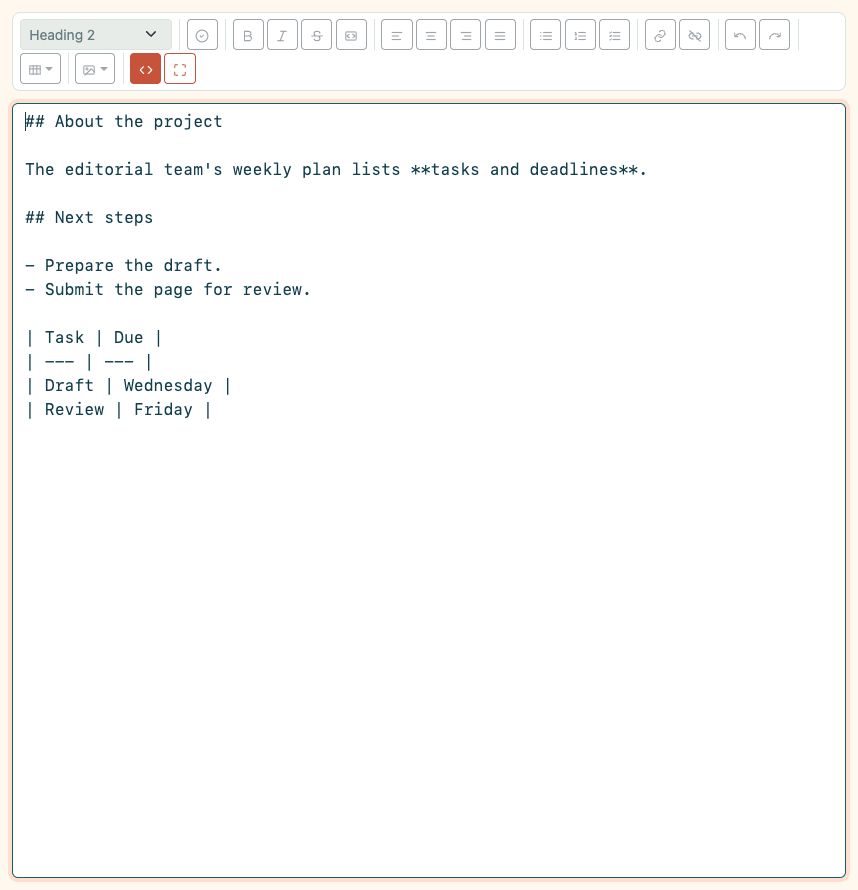 Heading 2
## About the project
The editorial team's weekly plan lists **tasks and deadlines**.
## Next steps
- Prepare the draft.
- Submit the page for review.
| Task | Due |
| --- | --- |
| Draft | Wednesday |
| Review | Friday |